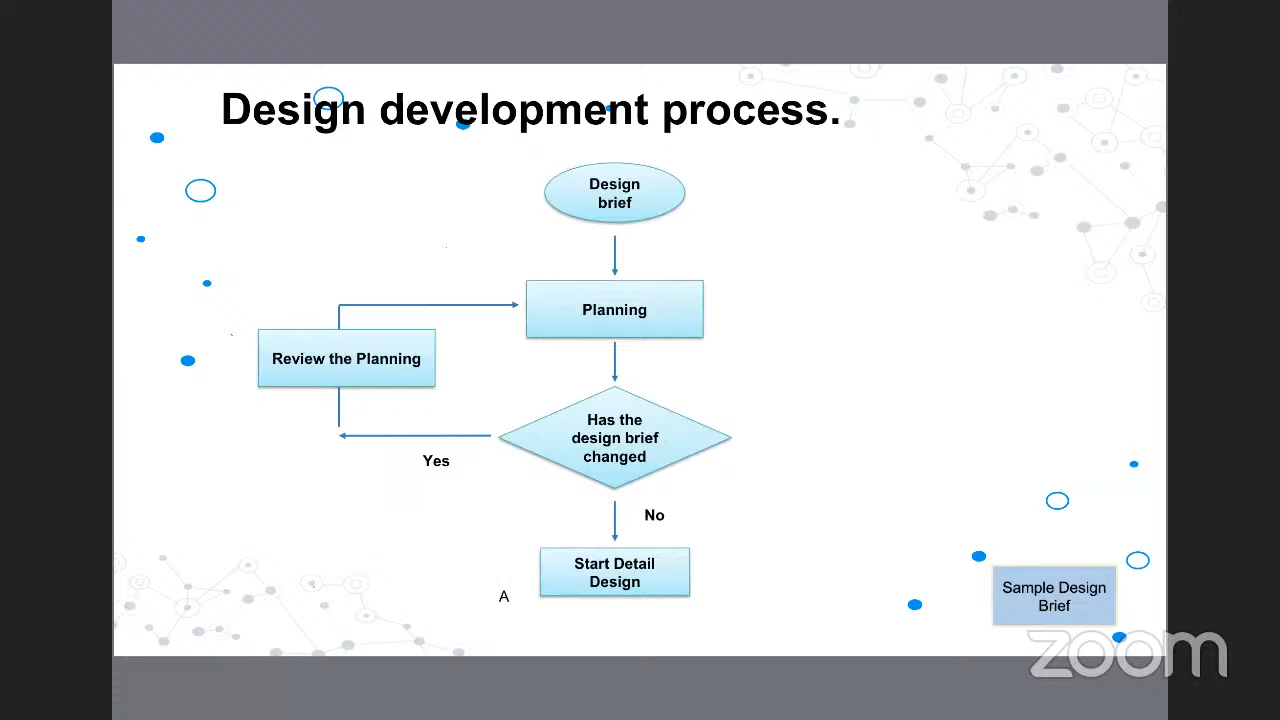 Design development process.
Design
brief
Planning
Review the Planning
Has the
design brief
changed
Yes
No
Start Detail
Design
A
Sample Design
Brief
zoom